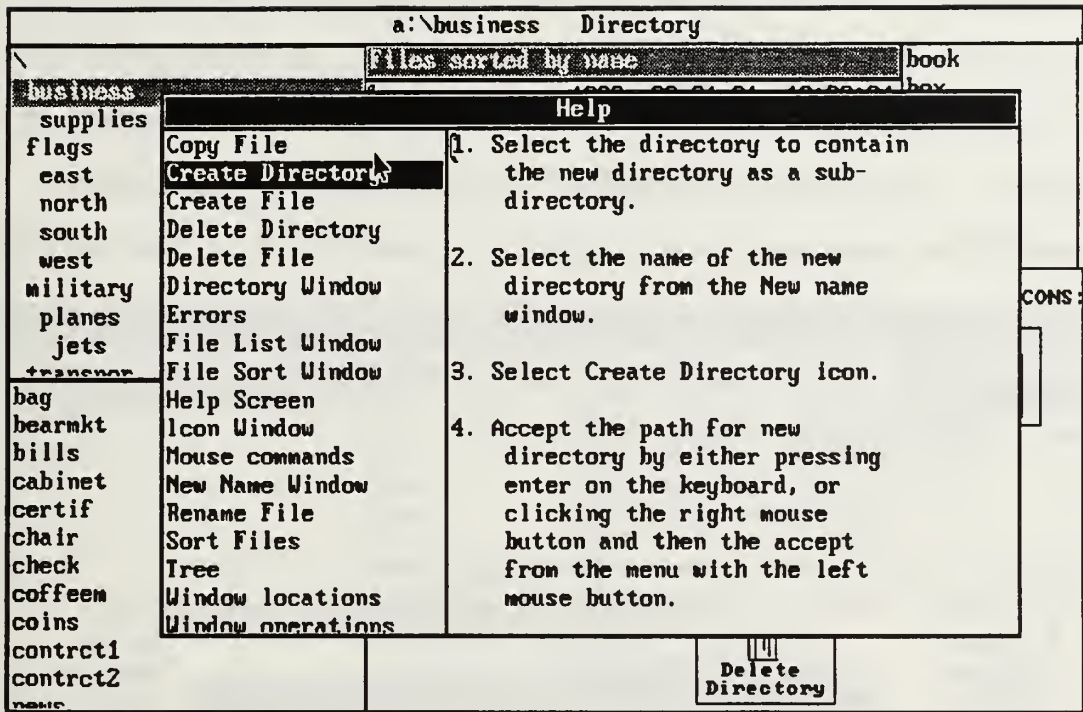 a:\business Directory
\
business
supplies
flags
east
north
south
west
military
planes
jets
Files sorted by name
book
box
Help
Copy File
Create Directory
Create File
Delete Directory
Delete File
Directory Window
Errors
File List Window
File Sort Window
Help Screen
Icon Window
Mouse commands
New Name Window
Rename File
Sort Files
Tree
Window locations
Window operations
1. Select the directory to contain
the new directory as a sub-
directory.
2. Select the name of the new
directory from the New name
window.
3. Select Create Directory icon.
4. Accept the path for new
directory by either pressing
enter on the keyboard, or
clicking the right mouse
button and then the accept
from the menu with the left
mouse button.
CONS:
bag
bearmkt
bills
cabinet
certif
chair
check
coffeem
coins
contrct1
contrct2
Delete
Directory